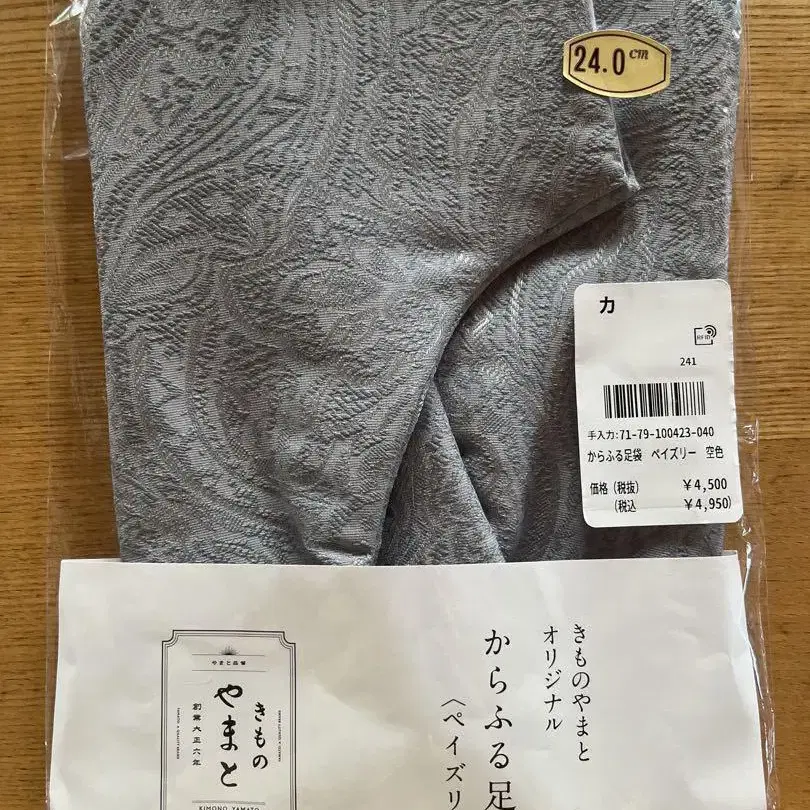 24.0cm
カ
RFID
241
手入力:71-79-100423-040
からふる足袋 ペイズリー 空色
価格(税抜) ¥4,500
(税込 ¥4,950)
きものやまと
オリジナル
からふる足
〈ペイズリ
やまと品質
きもの
やまと
創業大正六年
KIMONO YAMATO